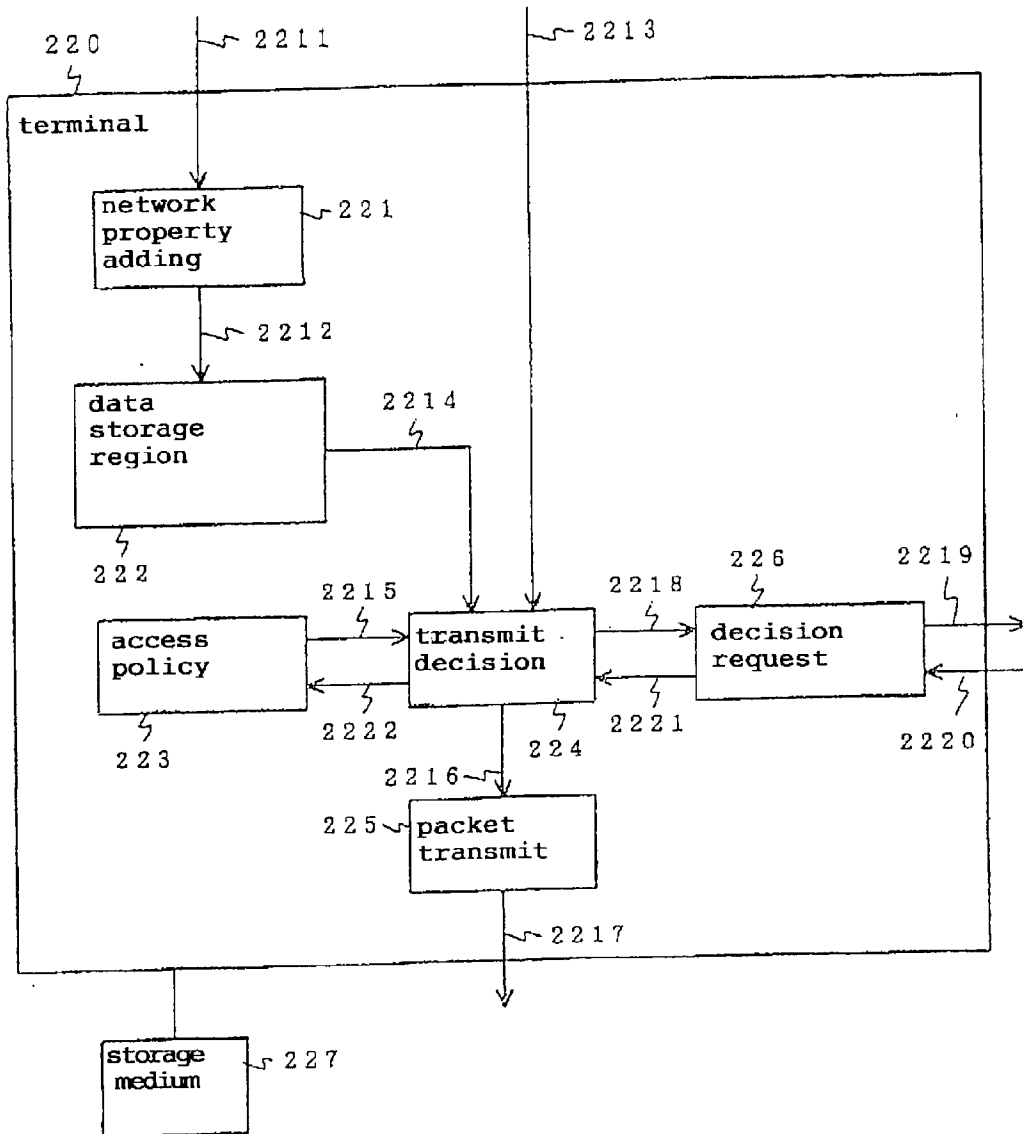 220
2211
2213
terminal
network
property
adding
221
2212
data
storage
region
2214
222
2215
access
policy
transmit
decision
2218
226
decision
request
2219
2222
2221
2220
223
224
2216
225
packet
transmit
2217
storage
medium
227